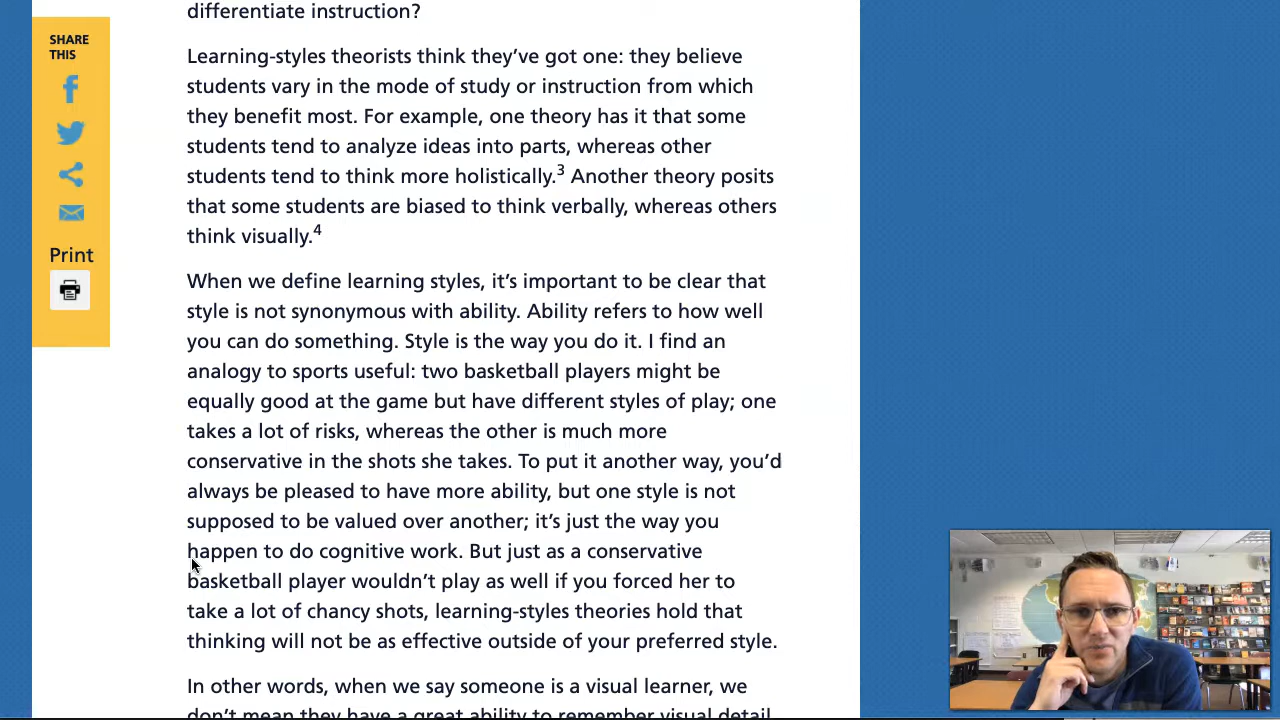 differentiate instruction?
SHARE
THIS
Print
Learning-styles theorists think they’ve got one: they believe
students vary in the mode of study or instruction from which
they benefit most. For example, one theory has it that some
students tend to analyze ideas into parts, whereas other
students tend to think more holistically.3 Another theory posits
that some students are biased to think verbally, whereas others
think visually.4
When we define learning styles, it’s important to be clear that
style is not synonymous with ability. Ability refers to how well
you can do something. Style is the way you do it. I find an
analogy to sports useful: two basketball players might be
equally good at the game but have different styles of play; one
takes a lot of risks, whereas the other is much more
conservative in the shots she takes. To put it another way, you’d
always be pleased to have more ability, but one style is not
supposed to be valued over another; it’s just the way you
happen to do cognitive work. But just as a conservative
basketball player wouldn’t play as well if you forced her to
take a lot of chancy shots, learning-styles theories hold that
thinking will not be as effective outside of your preferred style.
In other words, when we say someone is a visual learner, we
don’t mean they have a great ability to remember visual detail